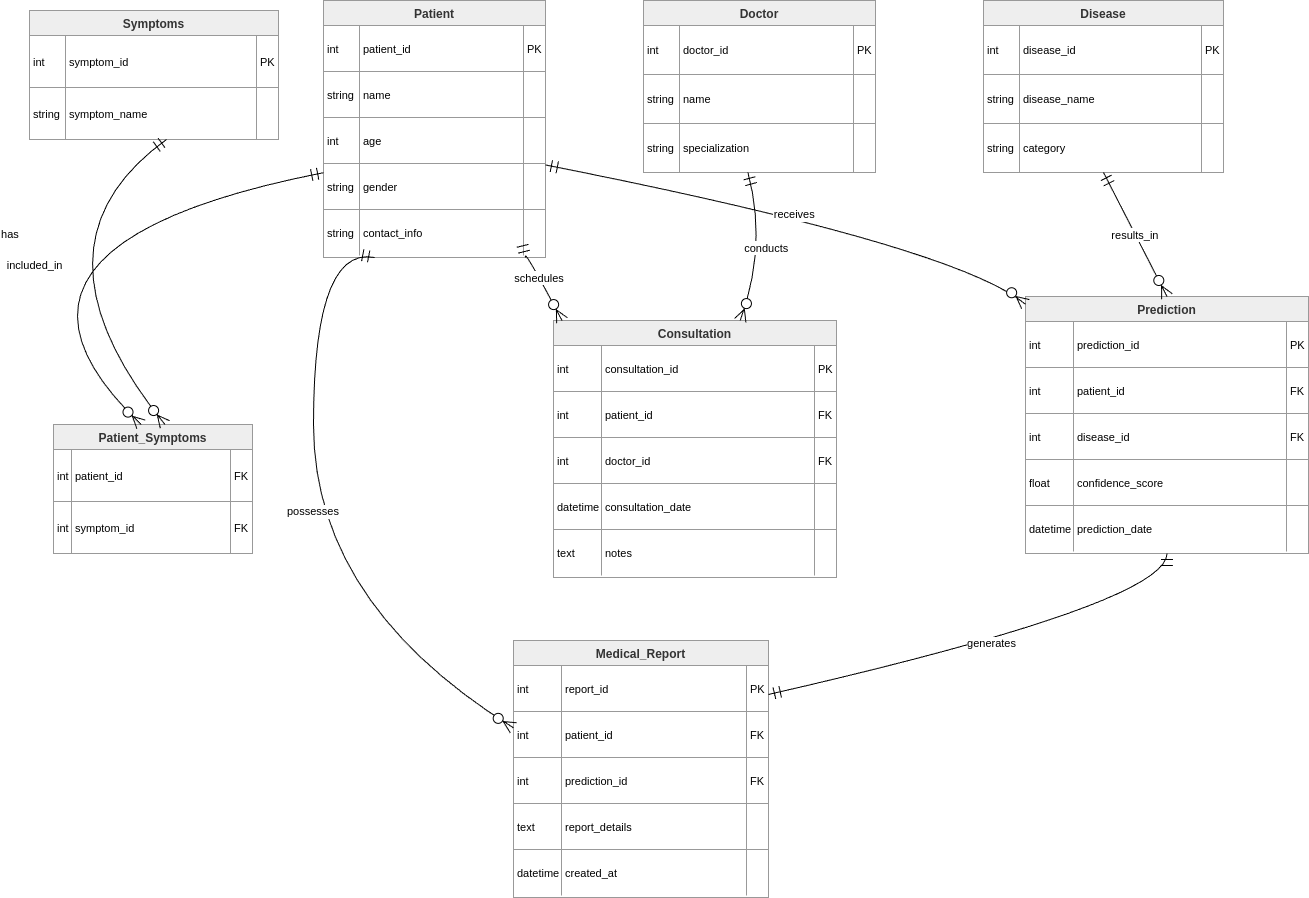 Symptoms
int symptom_id PK
string symptom_name
Patient
int patient_id PK
string name
int age
string gender
string contact_info
Doctor
int doctor_id PK
string name
string specialization
Disease
int disease_id PK
string disease_name
string category
has
included_in
schedules
conducts
receives
results_in
possesses
generates
Patient_Symptoms
int patient_id FK
int symptom_id FK
Consultation
int consultation_id PK
int patient_id FK
int doctor_id FK
datetime consultation_date
text notes
Prediction
int prediction_id PK
int patient_id FK
int disease_id FK
float confidence_score
datetime prediction_date
Medical_Report
int report_id PK
int patient_id FK
int prediction_id FK
text report_details
datetime created_at